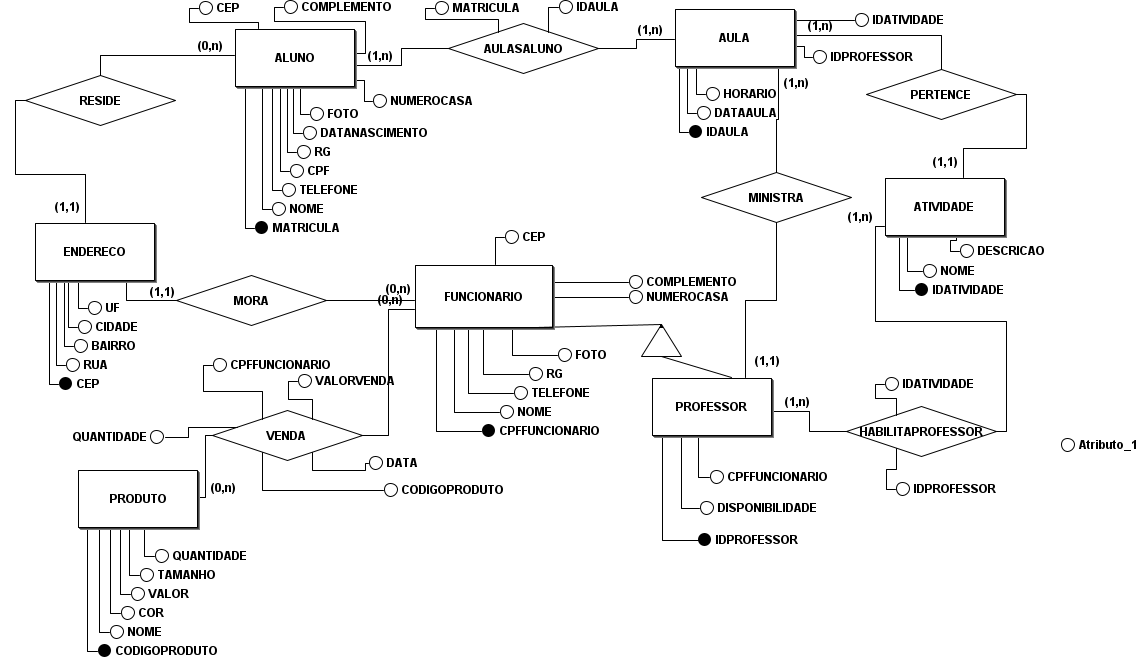 CEP
COMPLEMENTO
MATRICULA
IDAULA
IDATIVIDADE
(0,n)
ALUNO
(1,n)
AULASALUNO
(1,n)
AULA
(1,n)
IDPROFESSOR
RESIDE
NUMEROCASA
FOTO
DATANASCIMENTO
RG
CPF
TELEFONE
NOME
MATRICULA
HORARIO
DATAAULA
IDAULA
(1,n)
PERTENCE
(1,1)
MINISTRA
ATIVIDADE
(1,n)
DESCRICAO
NOME
IDATIVIDADE
(1,1)
ENDERECO
CEP
(1,1)
MORA
(0,n)
(0,n)
FUNCIONARIO
COMPLEMENTO
NUMEROCASA
UF
CIDADE
BAIRRO
RUA
CEP
FOTO
RG
TELEFONE
NOME
CPFFUNCIONARIO
CPFFUNCIONARIO
VALORVENDA
QUANTIDADE
VENDA
DATA
CODIGOPRODUTO
(0,n)
(1,1)
PROFESSOR
(1,n)
IDATIVIDADE
HABILITAPROFESSOR
IDPROFESSOR
Atributo_1
CPFFUNCIONARIO
DISPONIBILIDADE
IDPROFESSOR
PRODUTO
QUANTIDADE
TAMANHO
VALOR
COR
NOME
CODIGOPRODUTO